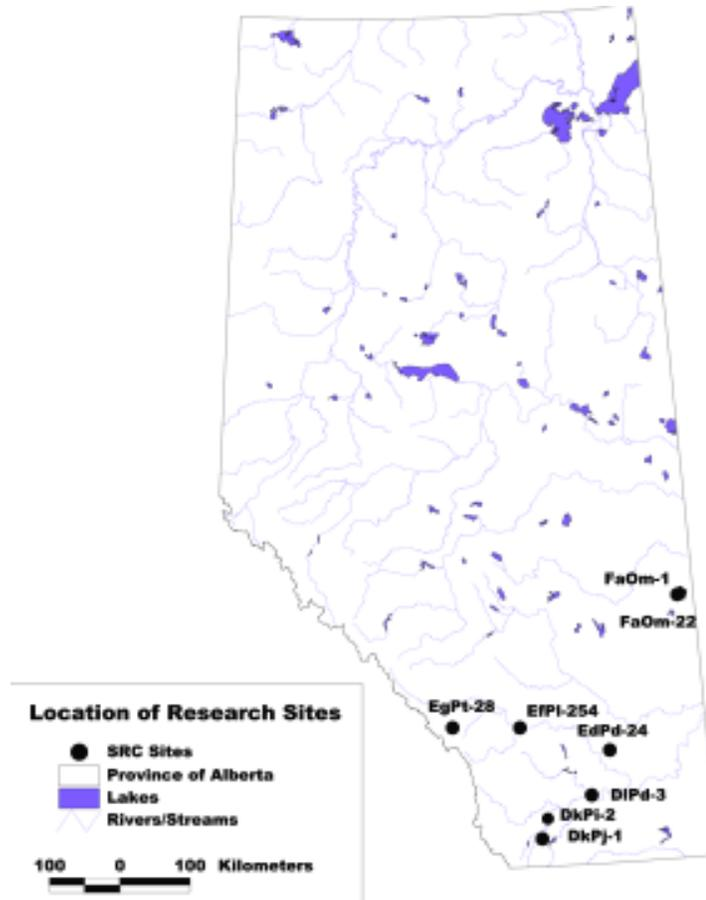 FaOm-1
FaOm-22
EgPt-28
EfPl-254
EdPd-24
DlPd-3
DkPi-2
DkPj-1
Location of Research Sites
SRC Sites
Province of Alberta
Lakes
Rivers/Streams
100 0 100 Kilometers